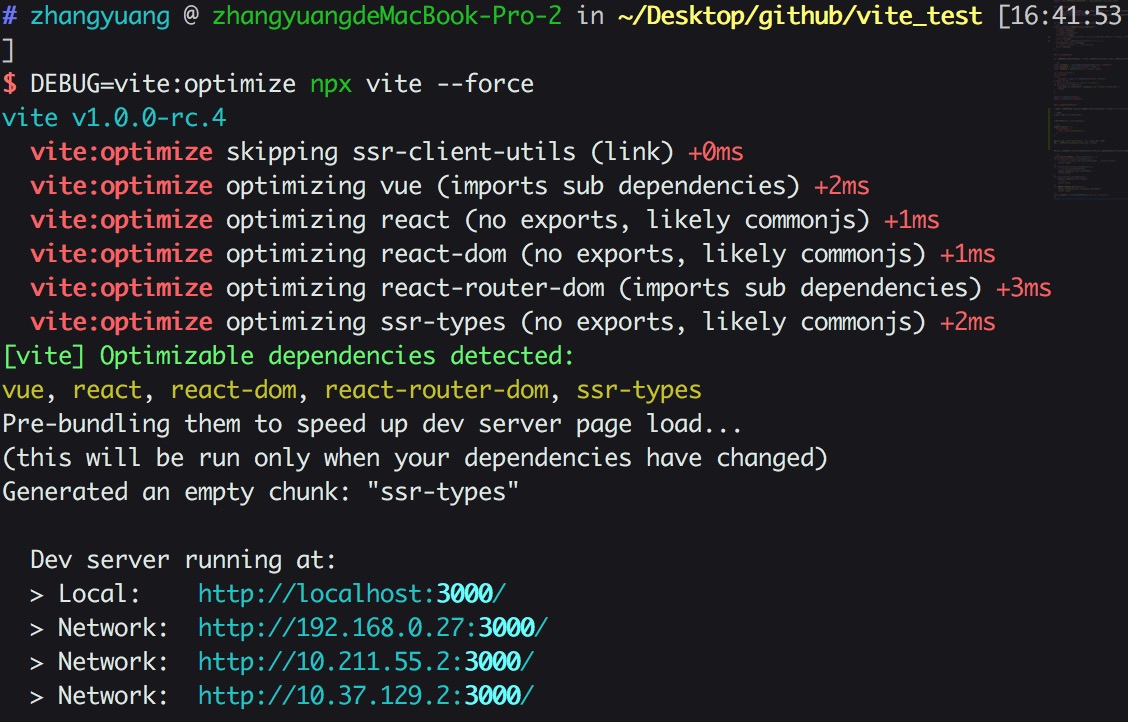 # zhangyuang @ zhangyuangdeMacBook-Pro-2 in ~/Desktop/github/vite_test [16:41:53
]
$ DEBUG=vite:optimize npx vite --force
vite v1.0.0-rc.4
vite:optimize skipping ssr-client-utils (link) +0ms
vite:optimize optimizing vue (imports sub dependencies) +2ms
vite:optimize optimizing react (no exports, likely commonjs) +1ms
vite:optimize optimizing react-dom (no exports, likely commonjs) +1ms
vite:optimize optimizing react-router-dom (imports sub dependencies) +3ms
vite:optimize optimizing ssr-types (no exports, likely commonjs) +2ms
[vite] Optimizable dependencies detected:
vue, react, react-dom, react-router-dom, ssr-types
Pre-bundling them to speed up dev server page load...
(this will be run only when your dependencies have changed)
Generated an empty chunk: "ssr-types"
Dev server running at:
> Local: http://localhost:3000/
> Network: http://192.168.0.27:3000/
> Network: http://10.211.55.2:3000/
> Network: http://10.37.129.2:3000/